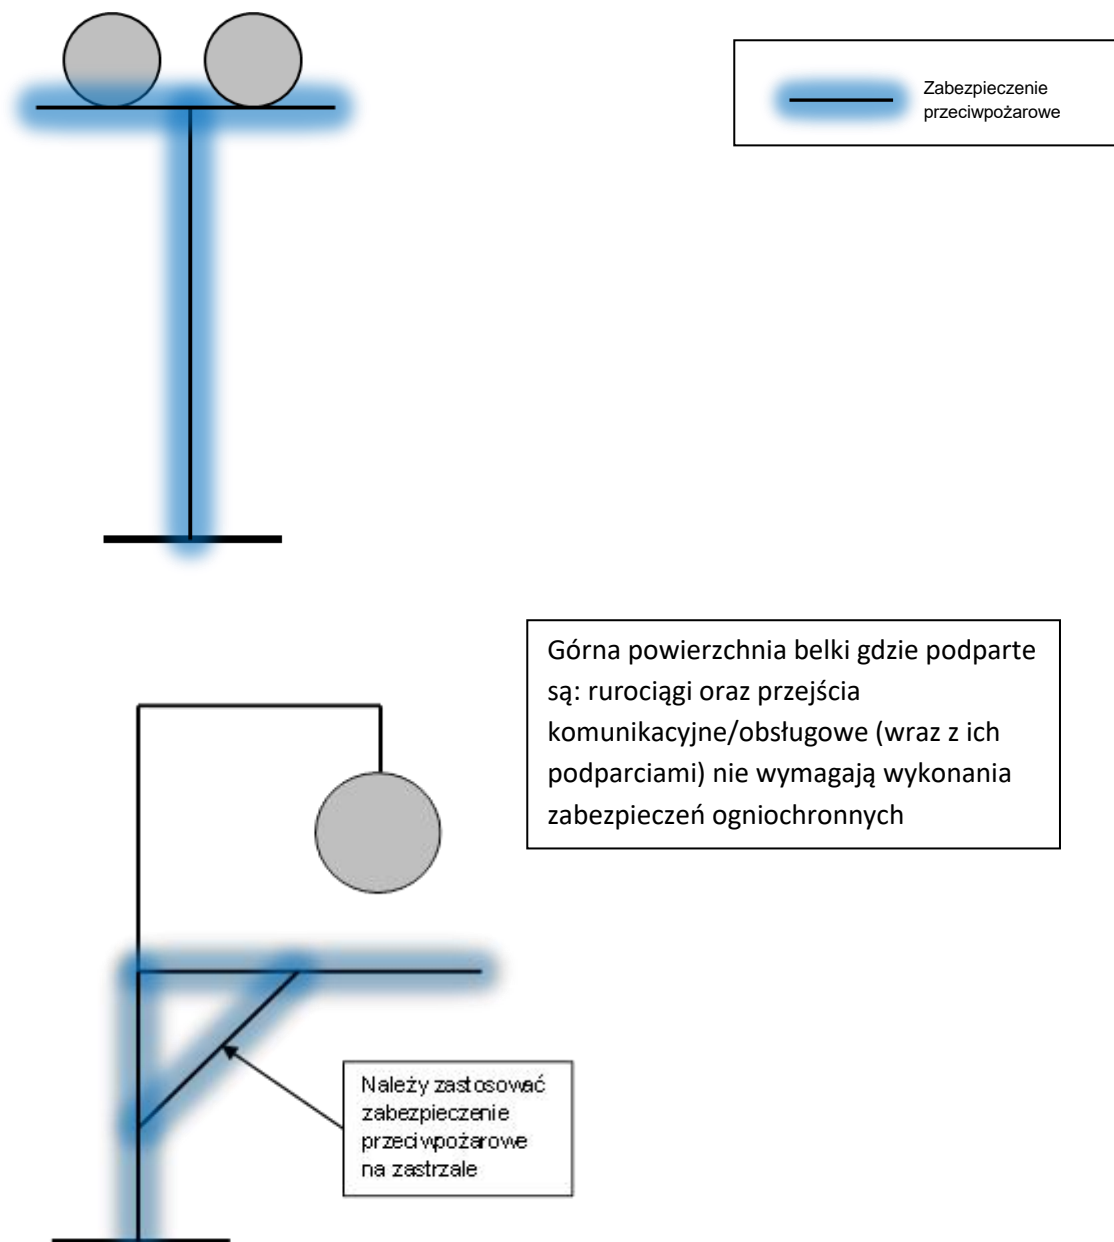 Zabezpieczenie
przeciwpożarowe
Górna powierzchnia belki gdzie podparte
są: rurociągi oraz przejścia
komunikacyjne/obsługowe (wraz z ich
podparciami) nie wymagają wykonania
zabezpieczeń ogniochronnych
Należy zastosować
zabezpieczenie
przeciwpożarowe
na zastrzale